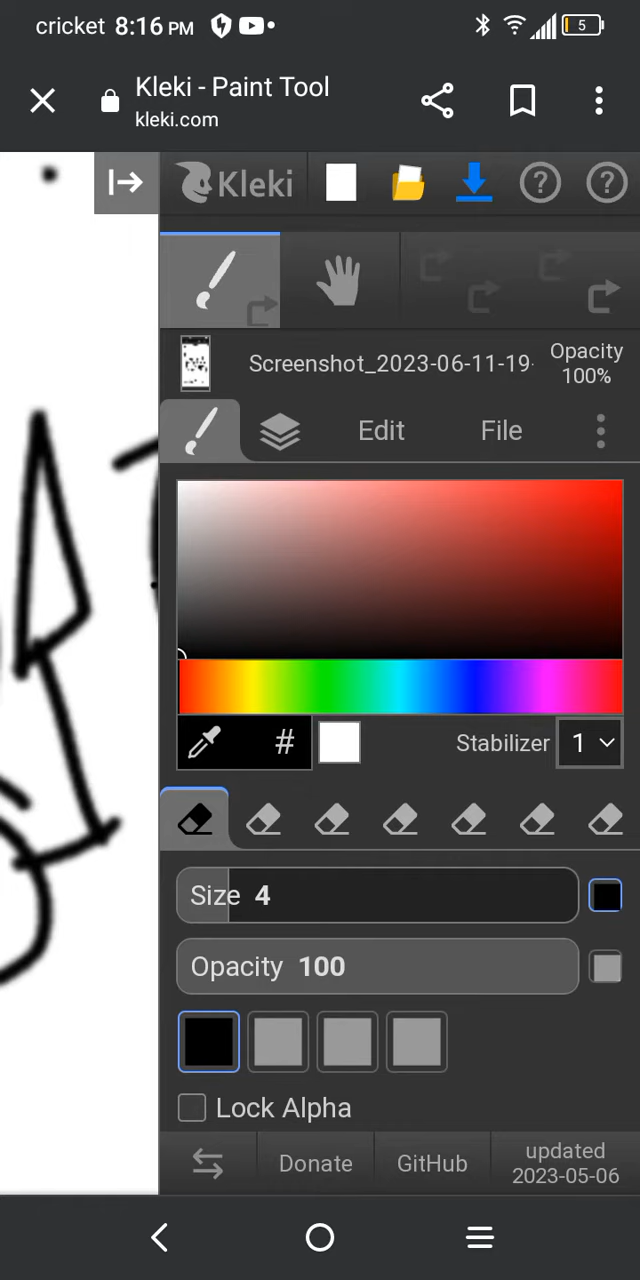 cricket 8:16 PM 5
Kleki - Paint Tool
kleki.com
Kleki ? ?
Screenshot_2023-06-11-19- Opacity
100%
Edit File
# Stabilizer 1
Size 4
Opacity 100
Lock Alpha
Donate GitHub updated
2023-05-06